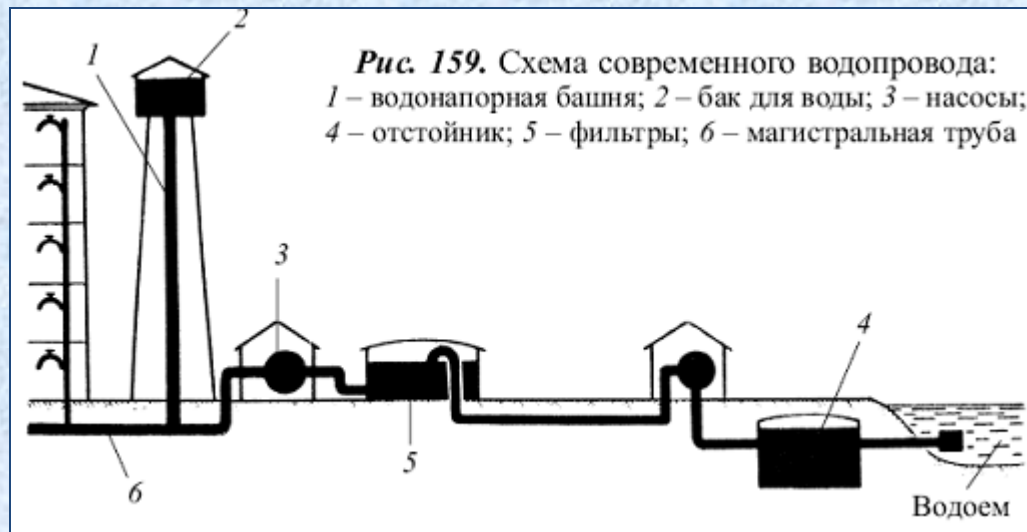 Рис. 159. Схема современного водопровода:
1 – водонапорная башня; 2 – бак для воды; 3 – насосы;
4 – отстойник; 5 – фильтры; 6 – магистральная труба
1
2
3
4
5
6
Водоем